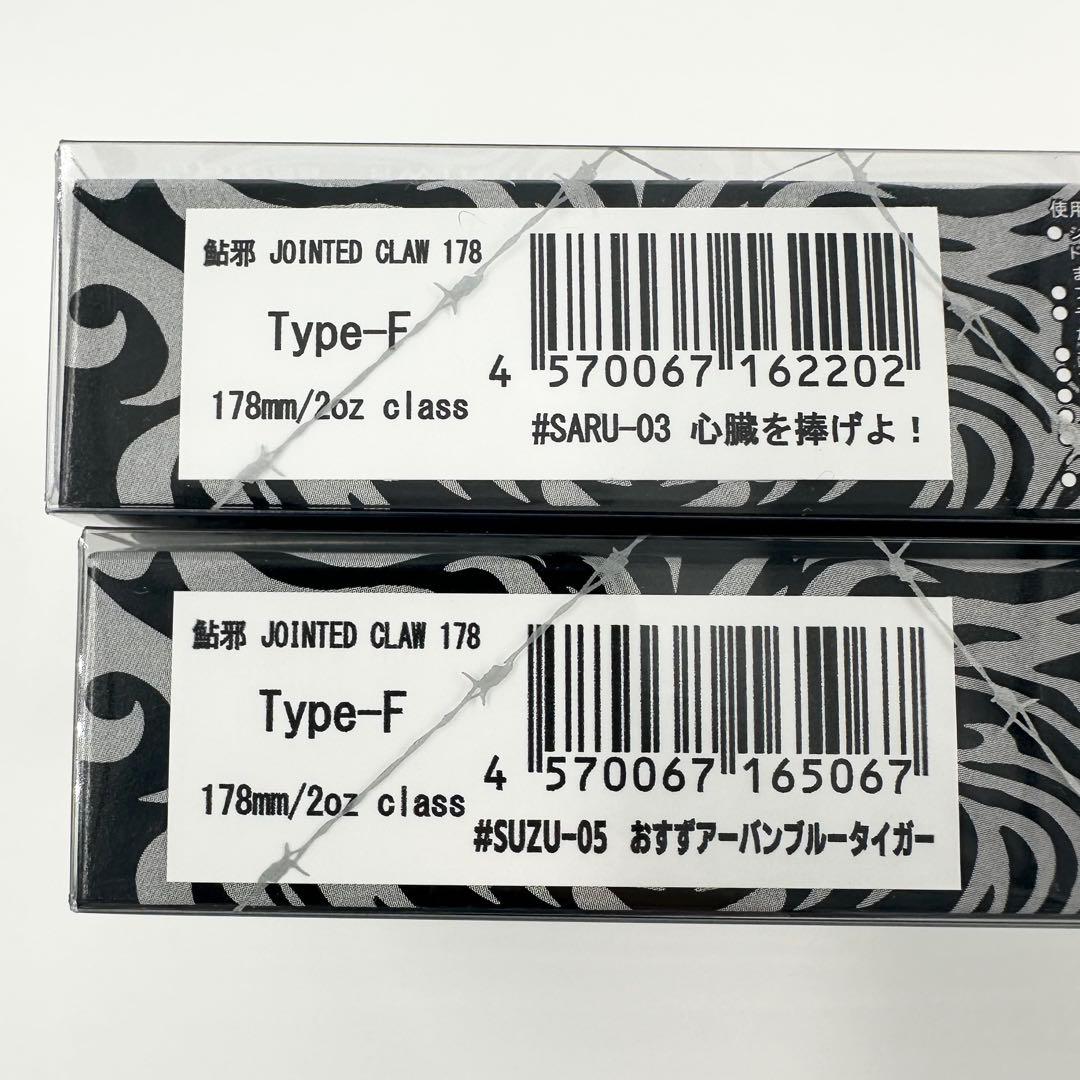 鮎邪 JOINTED CLAW 178
Type-F
178mm/2oz class
4 570067 162202
#SARU-03 心臓を捧げよ!
使用
鮎邪 JOINTED CLAW 178
Type-F
178mm/2oz class
4 570067 165067
#SUZU-05 おすずアーバンブルータイガー